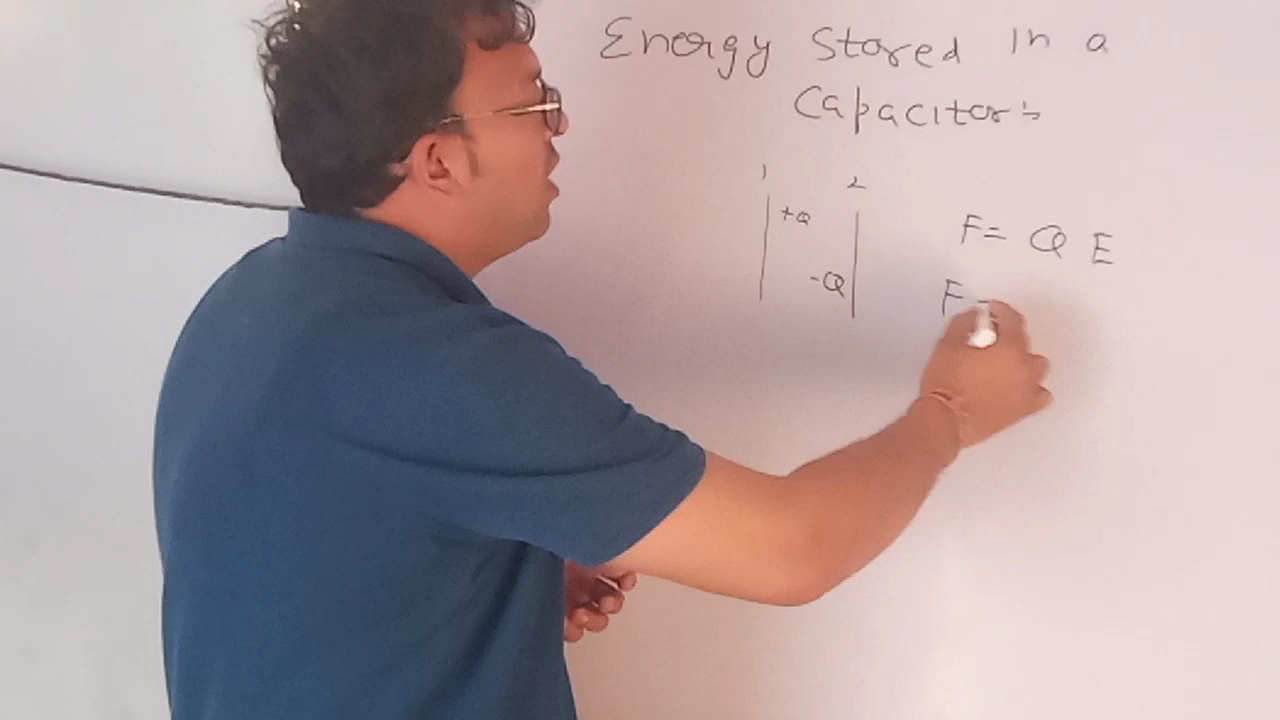 Energy Stored in a
Capacitor:-
1 2
+Q
F= Q E
-Q
F =